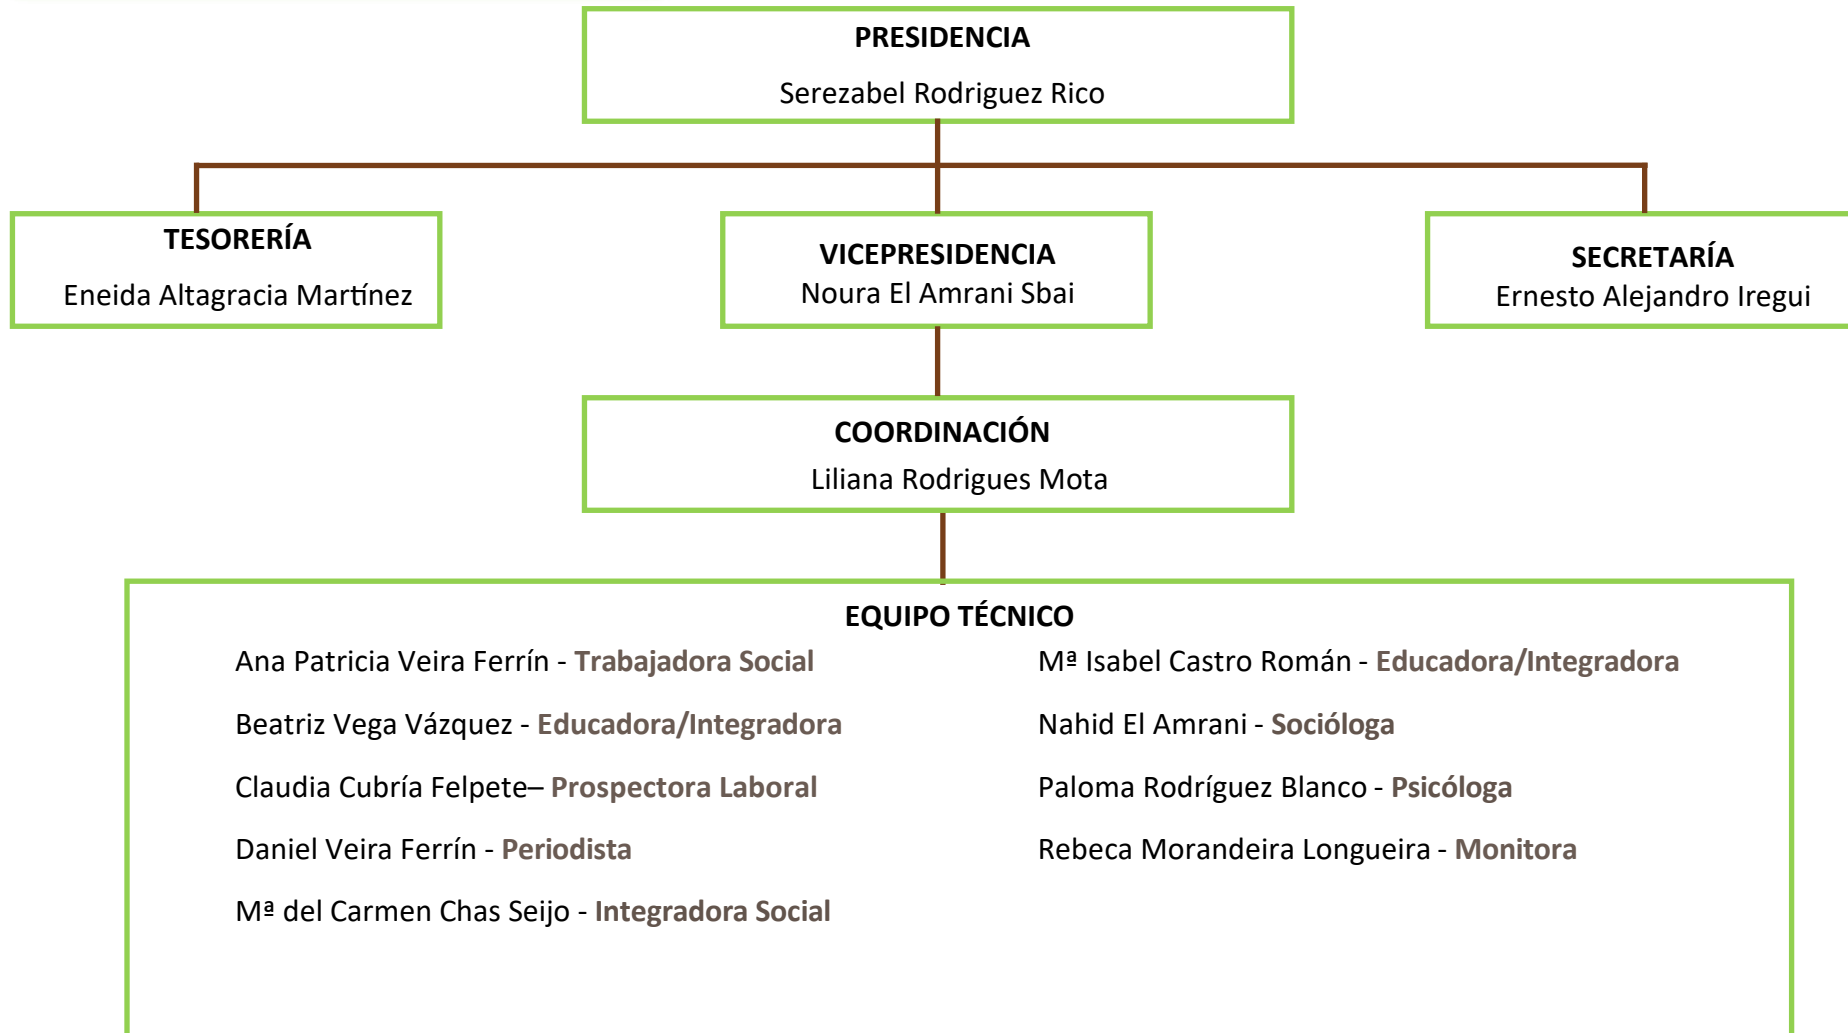 PRESIDENCIA
Serezabel Rodriguez Rico
TESORERÍA
Eneida Altagracia Martínez
VICEPRESIDENCIA
Noura El Amrani Sbai
SECRETARÍA
Ernesto Alejandro Iregui
COORDINACIÓN
Liliana Rodrigues Mota
EQUIPO TÉCNICO
Ana Patricia Veira Ferrín - Trabajadora Social
Beatriz Vega Vázquez - Educadora/Integradora
Claudia Cubría Felpete– Prospectora Laboral
Daniel Veira Ferrín - Periodista
Mª del Carmen Chas Seijo - Integradora Social
Mª Isabel Castro Román - Educadora/Integradora
Nahid El Amrani - Socióloga
Paloma Rodríguez Blanco - Psicóloga
Rebeca Morandeira Longueira - Monitora